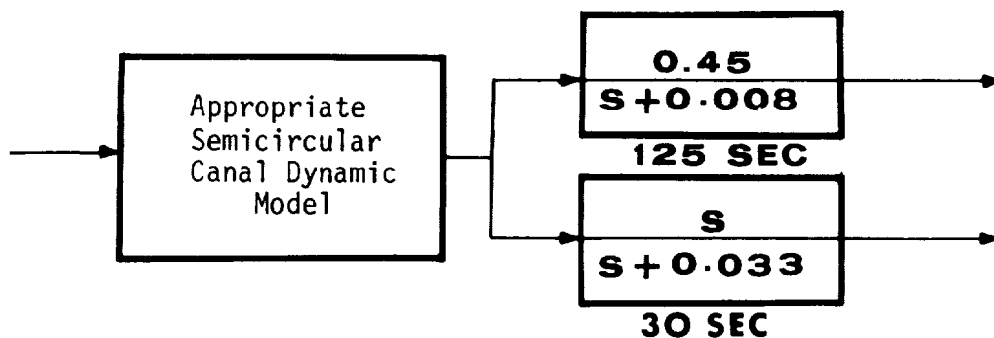 Appropriate
Semicircular
Canal Dynamic
Model
0.45
S+0.008
125 SEC
S
S+0.033
30 SEC